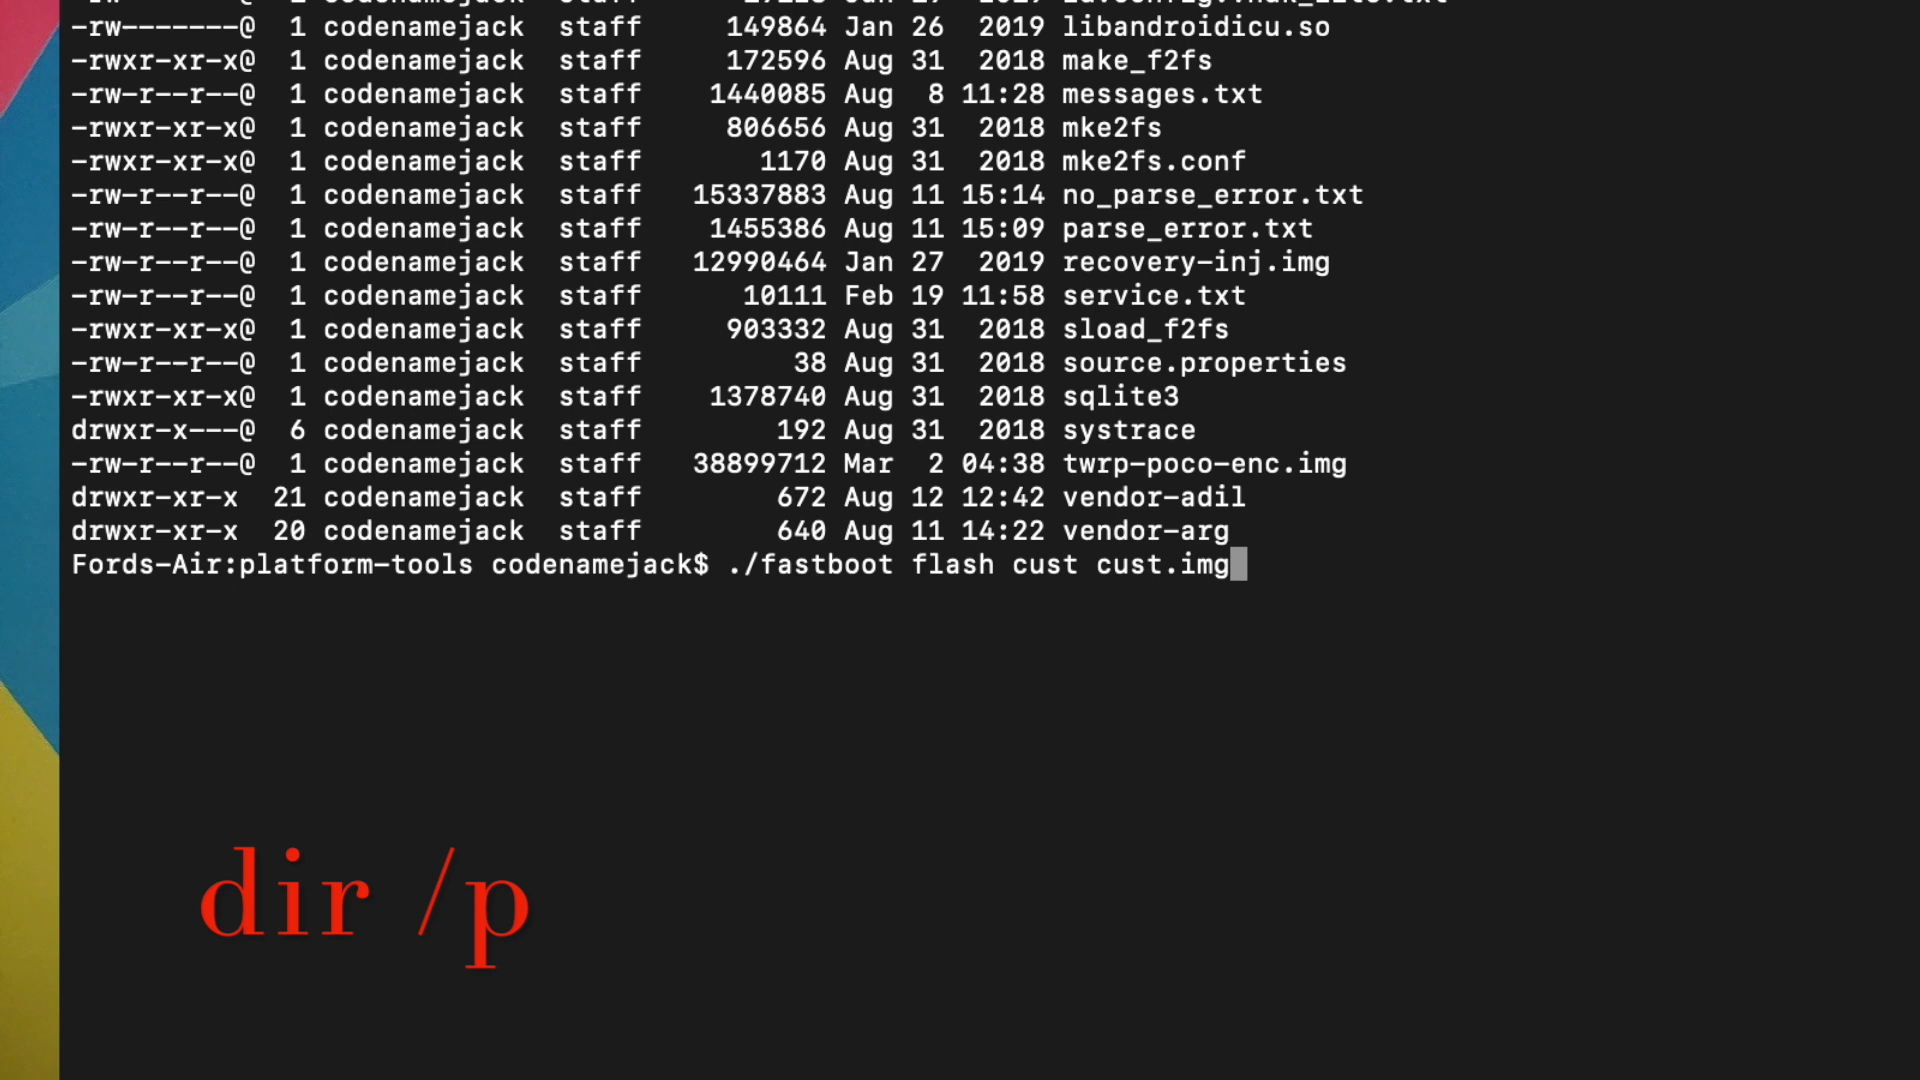 -rw-------@  1 codenamejack  staff    149864 Jan 26  2019 libandroidicu.so
-rwxr-xr-x@  1 codenamejack  staff    172596 Aug 31  2018 make_f2fs
-rw-r--r--@  1 codenamejack  staff   1440085 Aug  8 11:28 messages.txt
-rwxr-xr-x@  1 codenamejack  staff    806656 Aug 31  2018 mke2fs
-rwxr-xr-x@  1 codenamejack  staff      1170 Aug 31  2018 mke2fs.conf
-rw-r--r--@  1 codenamejack  staff  15337883 Aug 11 15:14 no_parse_error.txt
-rw-r--r--@  1 codenamejack  staff   1455386 Aug 11 15:09 parse_error.txt
-rw-r--r--@  1 codenamejack  staff  12990464 Jan 27  2019 recovery-inj.img
-rw-r--r--@  1 codenamejack  staff     10111 Feb 19 11:58 service.txt
-rwxr-xr-x@  1 codenamejack  staff    903332 Aug 31  2018 sload_f2fs
-rw-r--r--@  1 codenamejack  staff        38 Aug 31  2018 source.properties
-rwxr-xr-x@  1 codenamejack  staff   1378740 Aug 31  2018 sqlite3
drwxr-x---@  6 codenamejack  staff       192 Aug 31  2018 systrace
-rw-r--r--@  1 codenamejack  staff  38899712 Mar  2 04:38 twrp-poco-enc.img
drwxr-xr-x  21 codenamejack  staff       672 Aug 12 12:42 vendor-adil
drwxr-xr-x  20 codenamejack  staff       640 Aug 11 14:22 vendor-arg
Fords-Air:platform-tools codenamejack$ ./fastboot flash cust cust.img
dir /p